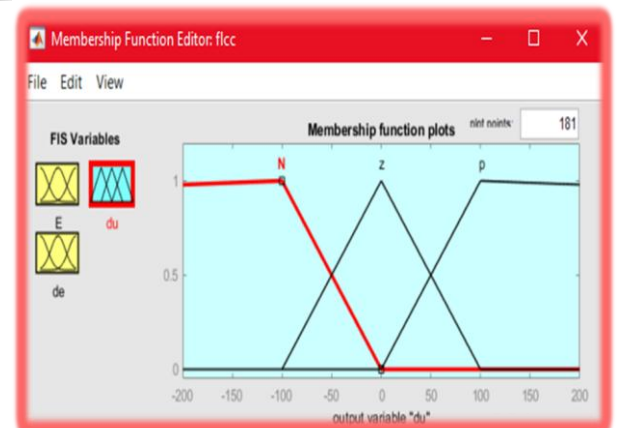 Membership Function Editor: flcc
File Edit View
FIS Variables
E
du
de
Membership function plots
plot points:
181
N
z
p
1
0.5
0
-200 -150 -100 -50 0 50 100 150 200
output variable "du"